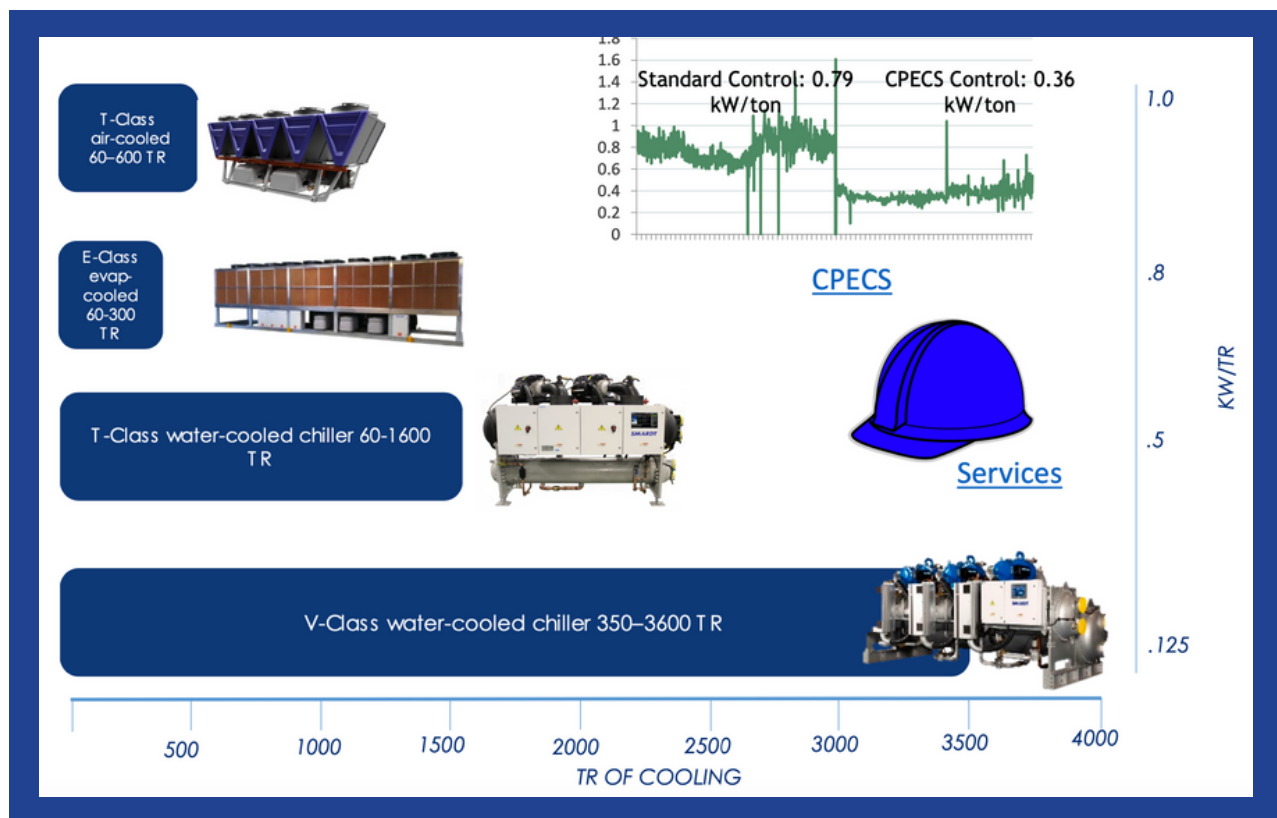 T-Class
air-cooled
60–600 TR
1.8
1.6
1.4
1.2
1
0.8
0.6
0.4
0.2
0
Standard Control: 0.79
kW/ton
CPECS Control: 0.36
kW/ton
CPECS
E-Class
evap-
cooled
60-300
TR
T-Class water-cooled chiller 60-1600
TR
SMARDT
Services
V-Class water-cooled chiller 350–3600 TR
SMARDT
1.0
.8
.5
.125
KW/TR
500
1000
1500
2000
2500
3000
3500
4000
TR OF COOLING